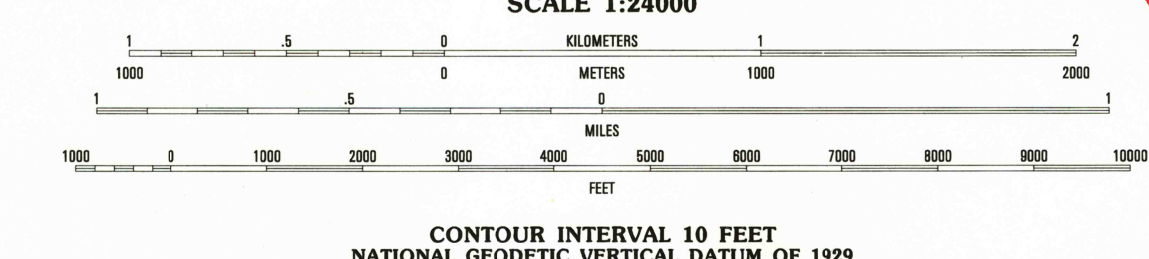 SCALE 1:24000
1 .5 0 KILOMETERS 1 2
1000 0 METERS 1000 2000
1 .5 0 1
MILES
1000 0 1000 2000 3000 4000 5000 6000 7000 8000 9000 10000
FEET
CONTOUR INTERVAL 10 FEET
NATIONAL GEODETIC VERTICAL DATUM OF 1929